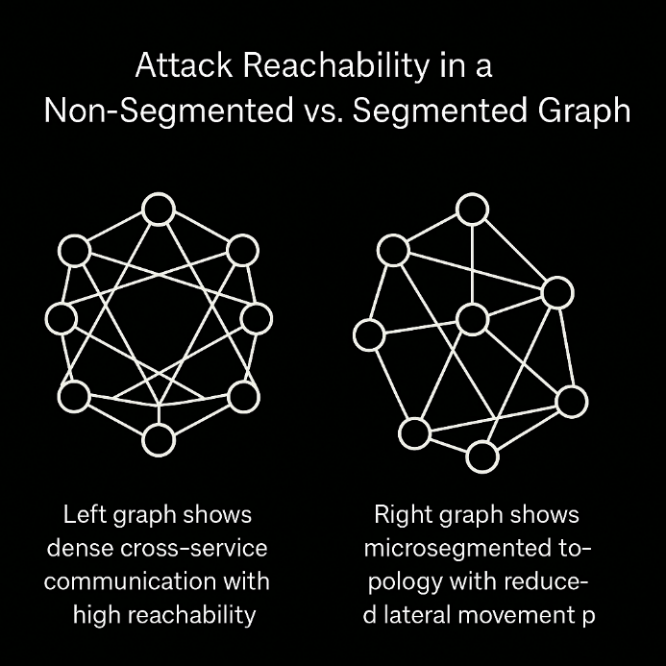 Attack Reachability in a
Non-Segmented vs. Segmented Graph
Left graph shows
dense cross-service
communication with
high reachability
Right graph shows
microsegmented to-
pology with reduce-
d lateral movement p